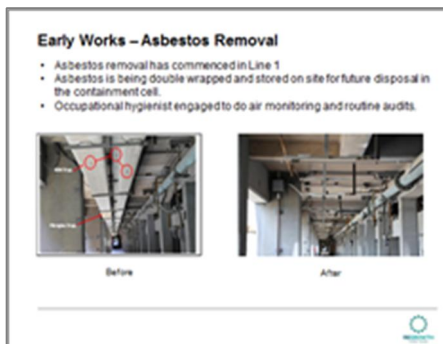 Early Works – Asbestos Removal
• Asbestos removal has commenced in Line 1
• Asbestos is being double wrapped and stored on site for future disposal in
the containment cell.
• Occupational hygienist engaged to do air monitoring and routine audits.
Before
After